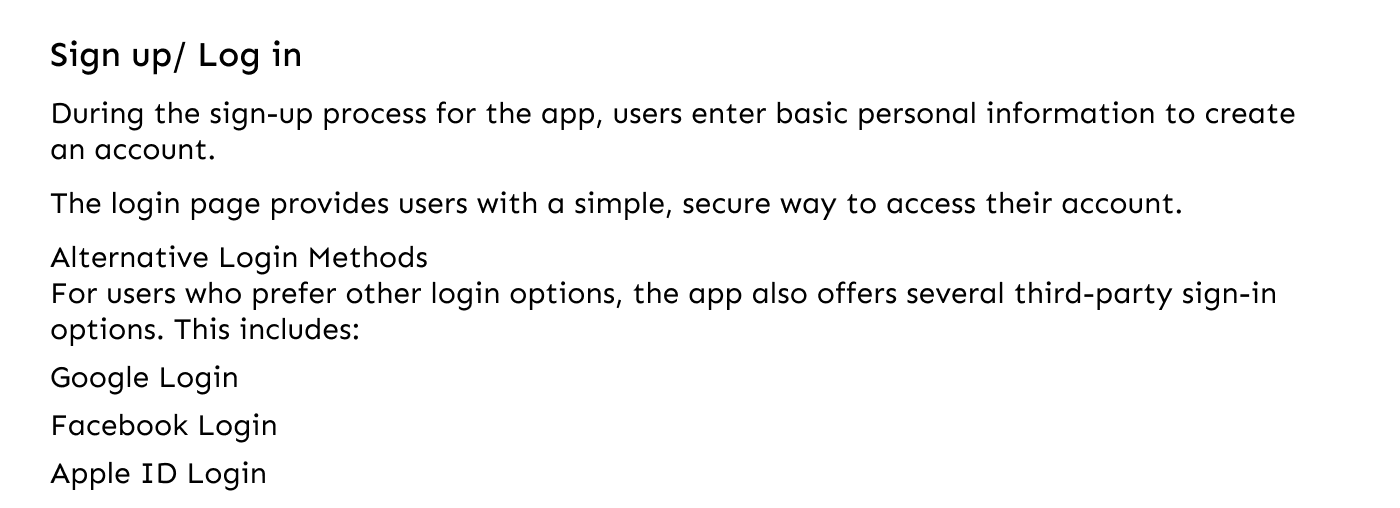 Sign up/ Log in
During the sign-up process for the app, users enter basic personal information to create
an account.
The login page provides users with a simple, secure way to access their account.
Alternative Login Methods
For users who prefer other login options, the app also offers several third-party sign-in
options. This includes:
Google Login
Facebook Login
Apple ID Login